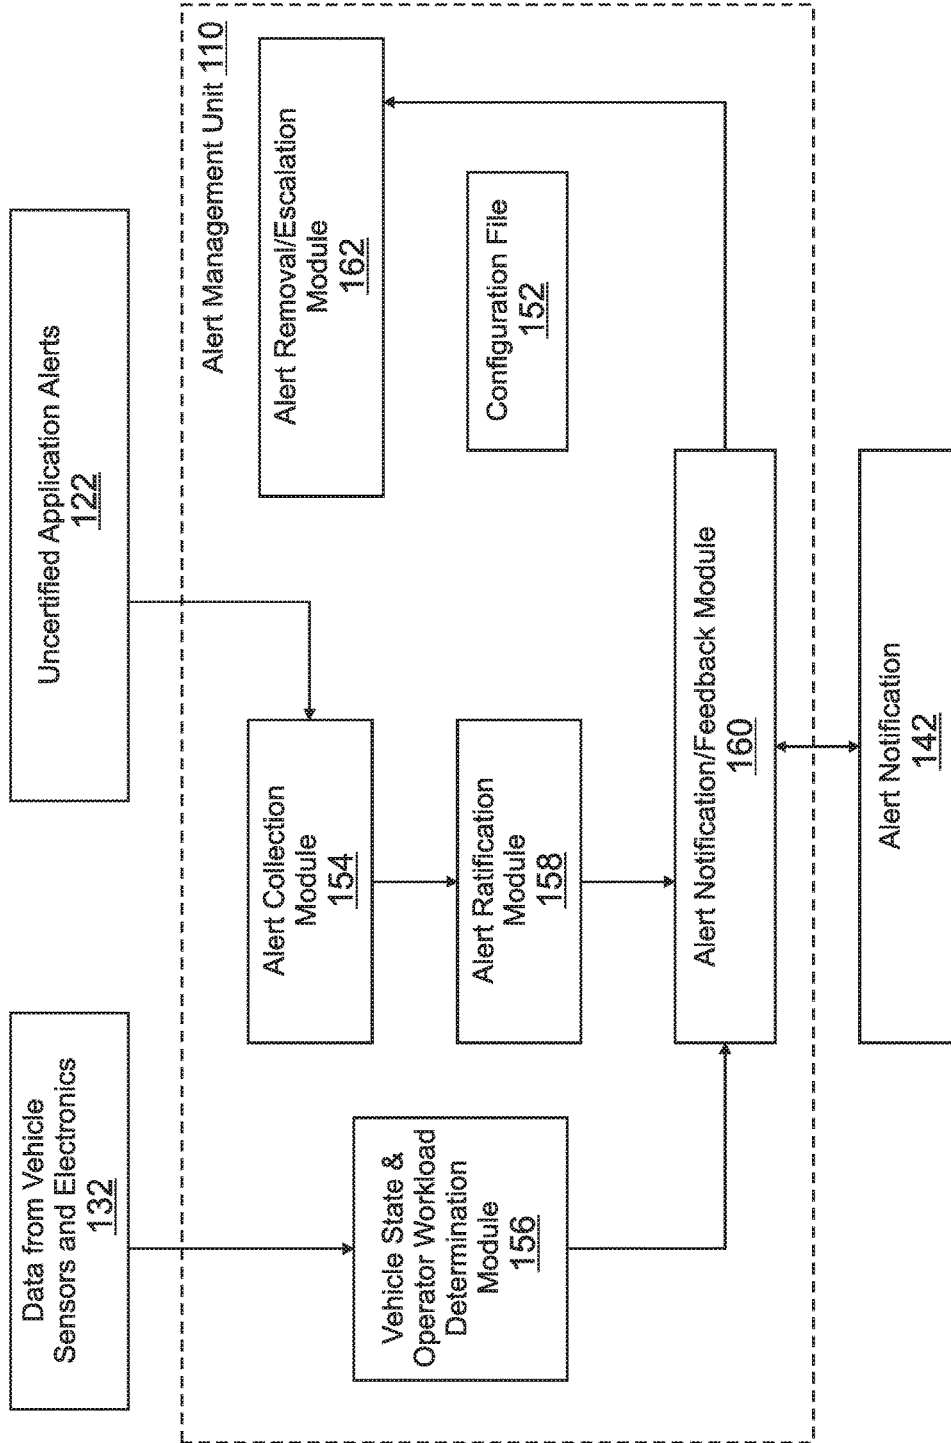 Data from Vehicle
Sensors and Electronics
132
Uncertified Application Alerts
122
Alert Management Unit 110
Alert Collection
Module
154
Alert Removal/Escalation
Module
162
Vehicle State &
Operator Workload
Determination
Module
156
Alert Ratification
Module
158
Configuration File
152
Alert Notification/Feedback Module
160
Alert Notification
142